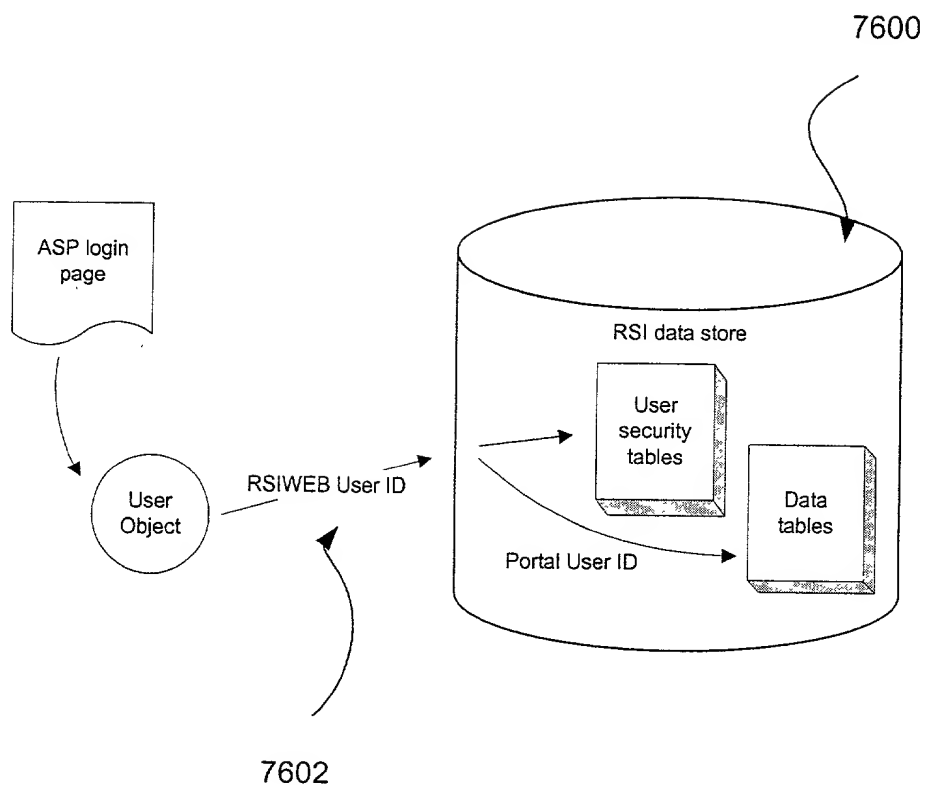 7600
ASP login
page
RSI data store
User
security
tables
RSIWEB User ID
User
Object
Data
tables
Portal User ID
7602